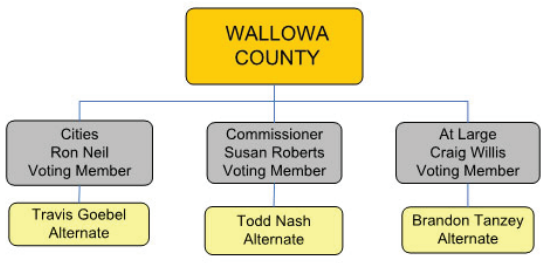 WALLOWA
COUNTY
Cities
Ron Neil
Voting Member
Commissioner
Susan Roberts
Voting Member
At Large
Craig Willis
Voting Member
Travis Goebel
Alternate
Todd Nash
Alternate
Brandon Tanzey
Alternate